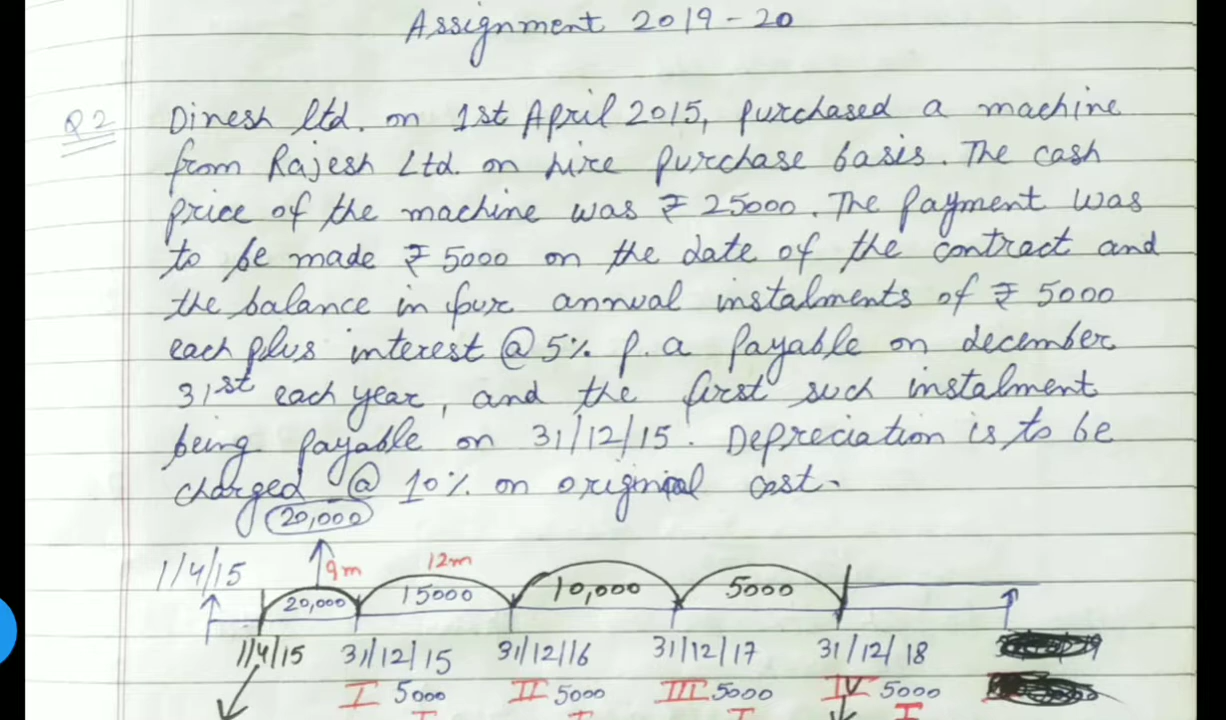 Assignment 2019-20
Q2 Dinesh ltd. on 1st April 2015, purchased a machine
from Rajesh Ltd. on hire purchase basis. The cash
price of the machine was ₹ 25000. The payment was
to be made ₹ 5000 on the date of the contract and
the balance in four annual instalments of ₹ 5000
each plus interest @ 5% p.a payable on december
31st each year, and the first such instalment
being payable on 31/12/15. Depreciation is to be
charged @ 10% on original cost.
20,000
1/4/15 9m 12m
20,000 15000 10,000 5000
1/4/15 31/12/15 31/12/16 31/12/17 31/12/18
I 5000 II 5000 III 5000 IV 5000
I I I I